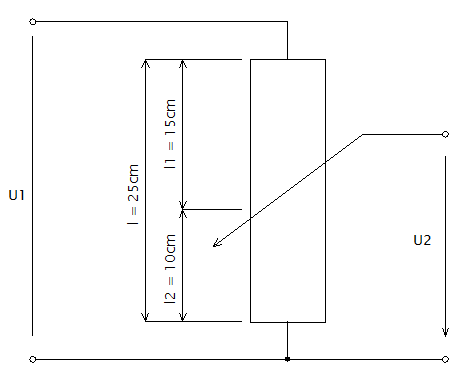 U1
l = 25cm
l1 = 15cm
l2 = 10cm
U2